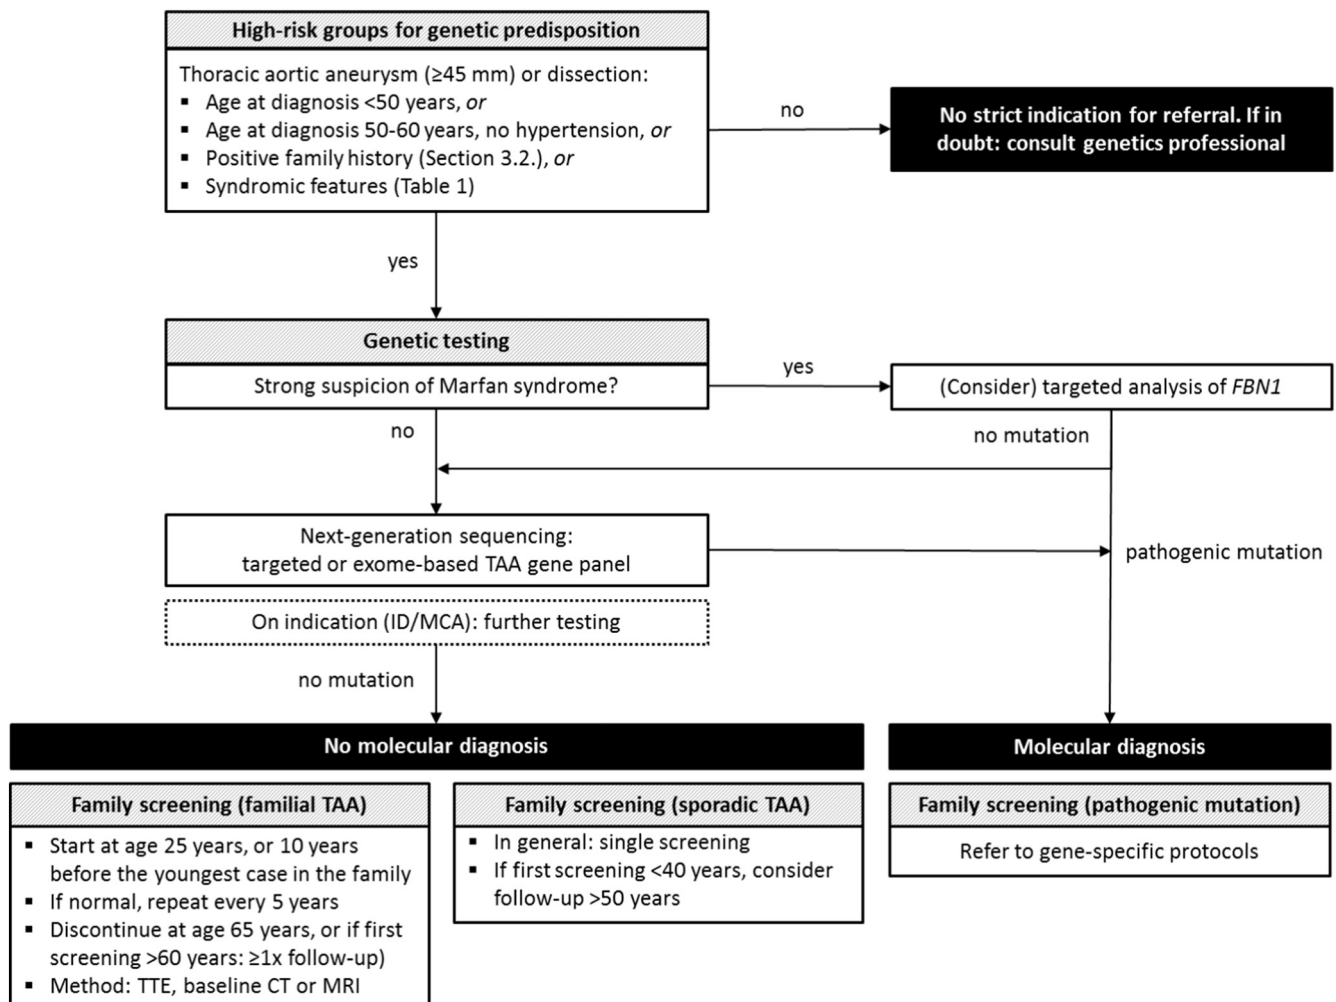 High-risk groups for genetic predisposition
Thoracic aortic aneurysm (≥45 mm) or dissection:
▪ Age at diagnosis <50 years, or
▪ Age at diagnosis 50-60 years, no hypertension, or
▪ Positive family history (Section 3.2.), or
▪ Syndromic features (Table 1)
no
No strict indication for referral. If in
doubt: consult genetics professional
yes
Genetic testing
Strong suspicion of Marfan syndrome?
yes
(Consider) targeted analysis of FBN1
no
no mutation
Next-generation sequencing:
targeted or exome-based TAA gene panel
pathogenic mutation
On indication (ID/MCA): further testing
no mutation
No molecular diagnosis
Family screening (familial TAA)
▪ Start at age 25 years, or 10 years
before the youngest case in the family
▪ If normal, repeat every 5 years
▪ Discontinue at age 65 years, or if first
screening >60 years: ≥1x follow-up)
▪ Method: TTE, baseline CT or MRI
Family screening (sporadic TAA)
▪ In general: single screening
▪ If first screening <40 years, consider
follow-up >50 years
Molecular diagnosis
Family screening (pathogenic mutation)
Refer to gene-specific protocols